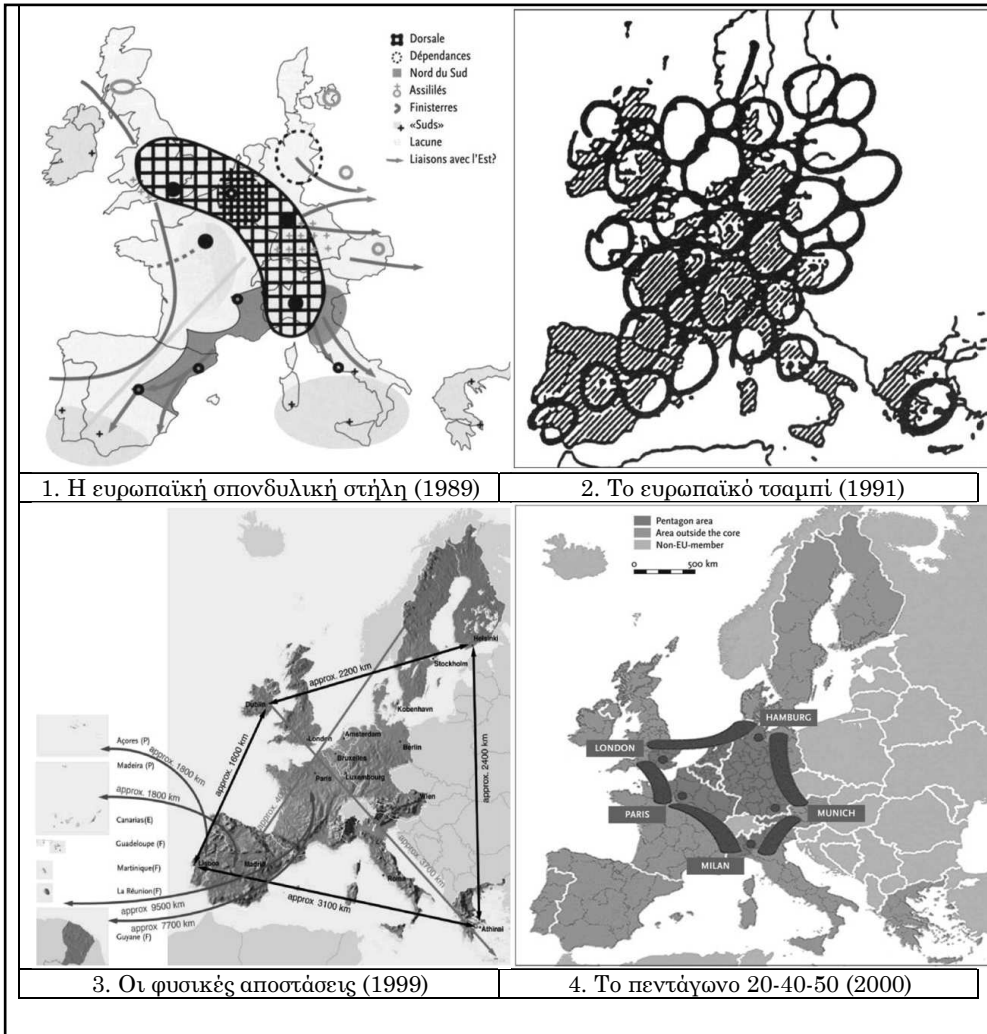 Dorsale
Dépendances
Nord du Sud
Assililés
Finisterres
«Suds»
Lacune
Liaisons avec l'Est?
1. Η ευρωπαϊκή σπονδυλική στήλη (1989)
2. Το ευρωπαϊκό τσαμπί (1991)
Helsinki
Stockholm
approx. 2200 km
Dublin
København
London
Amsterdam
Berlin
Bruxelles
Paris
Luxembourg
Wien
approx. 1600 km
approx. 2400 km
Açores (P)
approx. 1800 km
Madeira (P)
approx. 1800 km
Canarias(E)
Guadeloupe (F)
Martinique(F)
Lisboa
Madrid
Roma
3700 km
La Réunion(F)
approx. 9500 km
approx. 3100 km
approx. 7700 km
Guyane (F)
Athinai
3. Οι φυσικές αποστάσεις (1999)
Pentagon area
Area outside the core
Non-EU-member
0 500 km
HAMBURG
LONDON
PARIS
MUNICH
MILAN
4. Το πεντάγωνο 20-40-50 (2000)